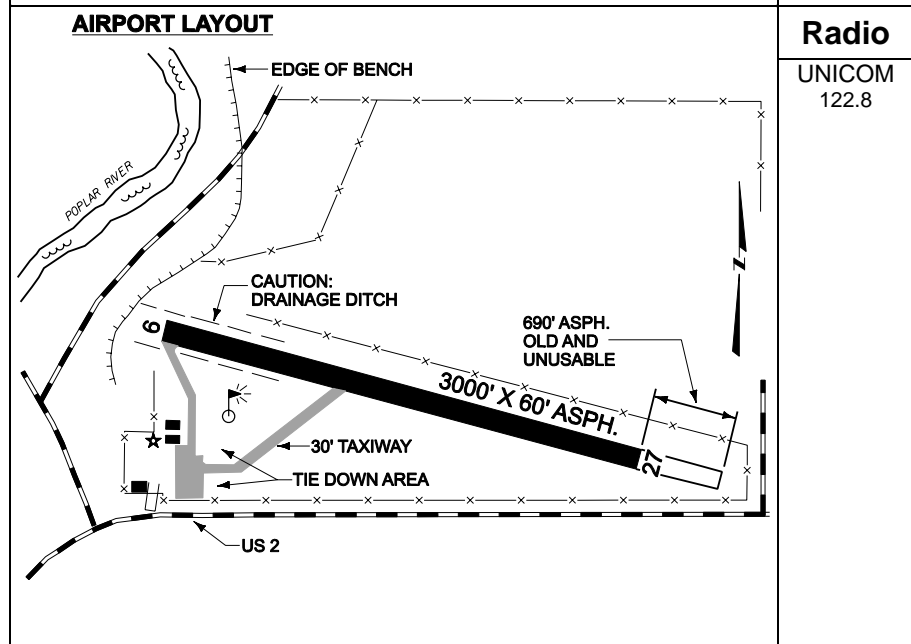 AIRPORT LAYOUT
EDGE OF BENCH
POPLAR RIVER
CAUTION:
DRAINAGE DITCH
N
690' ASPH.
OLD AND
UNUSABLE
6
3000' X 60' ASPH.
27
30' TAXIWAY
TIE DOWN AREA
US 2
Radio
UNICOM
122.8